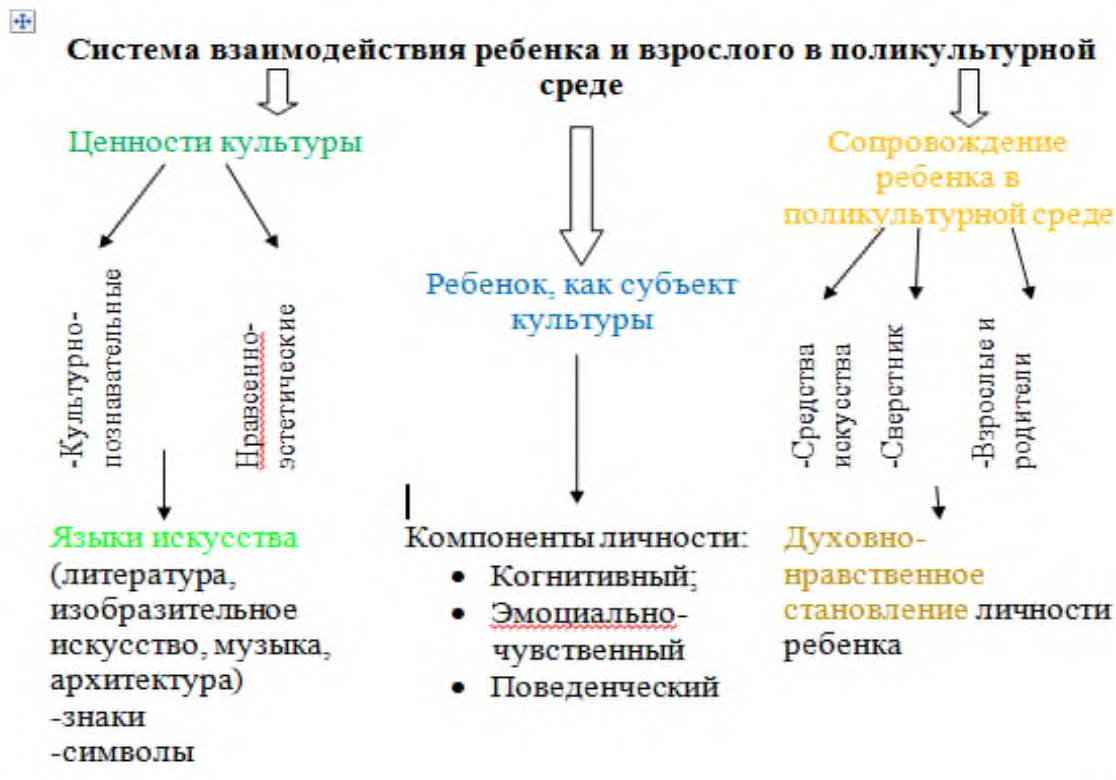 Система взаимодействия ребенка и взрослого в поликультурной
среде
Ценности культуры
-Культурно-
познавательные
Нравсенно-
эстетические
Языки искусства
(литература,
изобразительное
искусство, музыка,
архитектура)
-знаки
-символы
Ребенок, как субъект
культуры
Компоненты личности:
• Когнитивный;
• Эмоциально-
чувственный
• Поведенческий
Сопровождение
ребенка в
поликультурной среде
-Средства
искусства
-Сверстник
-Взрослые и
родители
Духовно-
нравственное
становление личности
ребенка